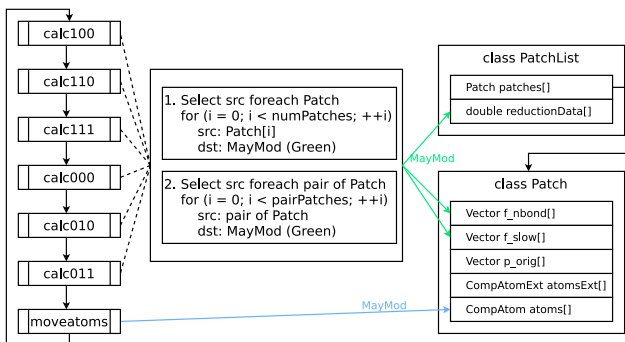 calc100
calc110
calc111
calc000
calc010
calc011
moveatoms
1. Select src foreach Patch
for (i = 0; i < numPatches; ++i)
src: Patch[i]
dst: MayMod (Green)
2. Select src foreach pair of Patch
for (i = 0; i < pairPatches; ++i)
src: pair of Patch
dst: MayMod (Green)
MayMod
MayMod
class PatchList
Patch patches[]
double reductionData[]
class Patch
Vector f_nbond[]
Vector f_slow[]
Vector p_orig[]
CompAtomExt atomsExt[]
CompAtom atoms[]